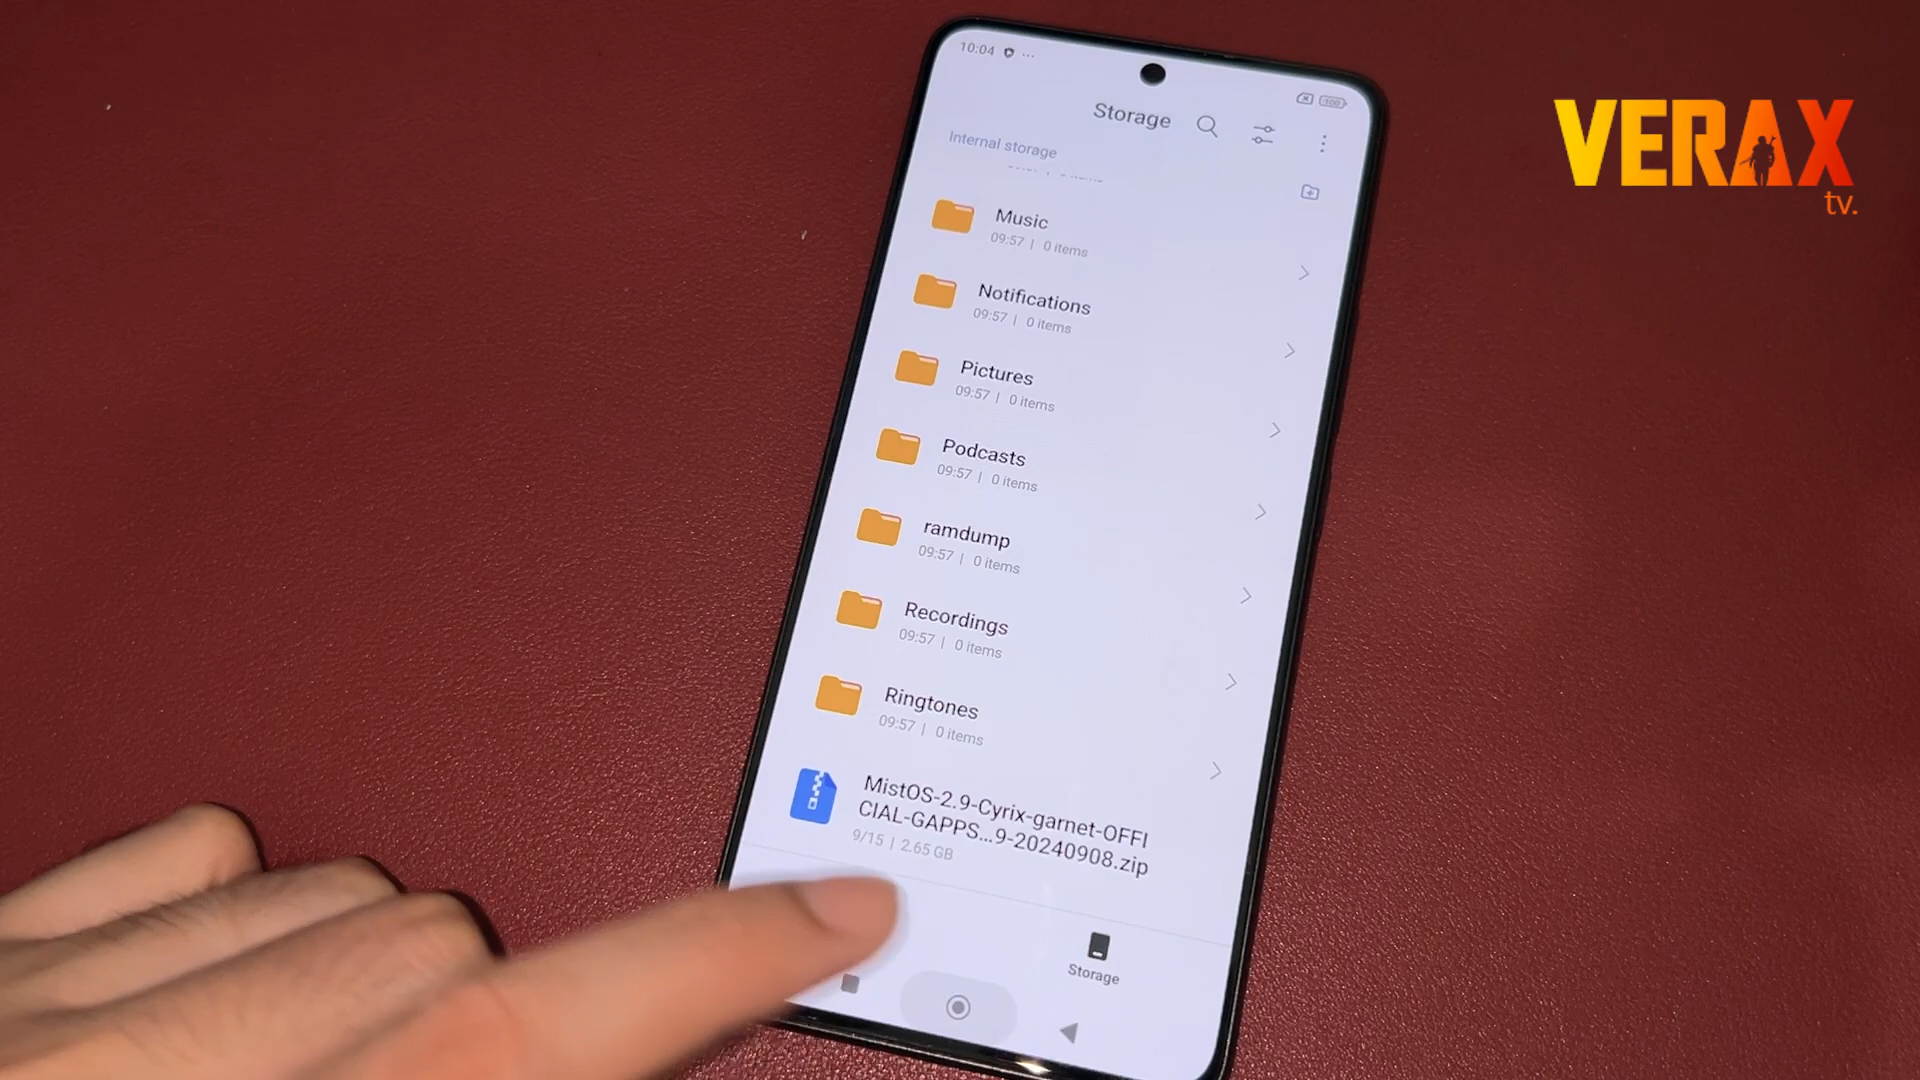 10:04
100
Storage
Internal storage
Music
09:57 | 0 items
Notifications
09:57 | 0 items
Pictures
09:57 | 0 items
Podcasts
09:57 | 0 items
ramdump
09:57 | 0 items
Recordings
09:57 | 0 items
Ringtones
09:57 | 0 items
MistOS-2.9-Cyrix-garnet-OFFI
CIAL-GAPPS...9-20240908.zip
9/15 | 2.65 GB
Storage
VERAX
tv.